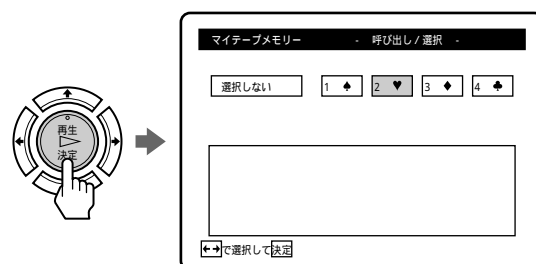 マイテープメモリー - 呼び出し / 選択 -
選択しない 1 ♠ 2 ♥ 3 ♦ 4 ♣
再生
決定
←→で選択して決定